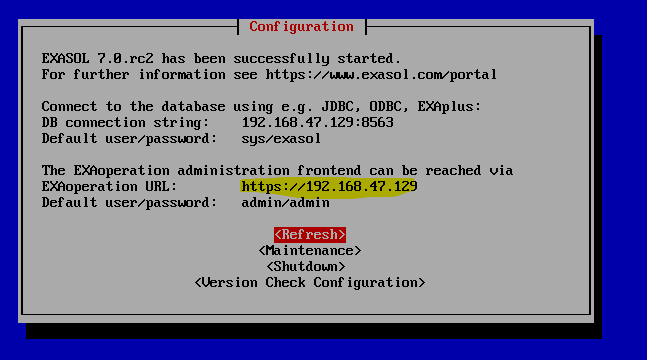 Configuration
EXASOL 7.0.rc2 has been successfully started.
For further information see https://www.exasol.com/portal
Connect to the database using e.g. JDBC, ODBC, EXAplus:
DB connection string: 192.168.47.129:8563
Default user/password: sys/exasol
The EXAoperation administration frontend can be reached via
EXAoperation URL: https://192.168.47.129
Default user/password: admin/admin
<Refresh>
<Maintenance>
<Shutdown>
<Version Check Configuration>